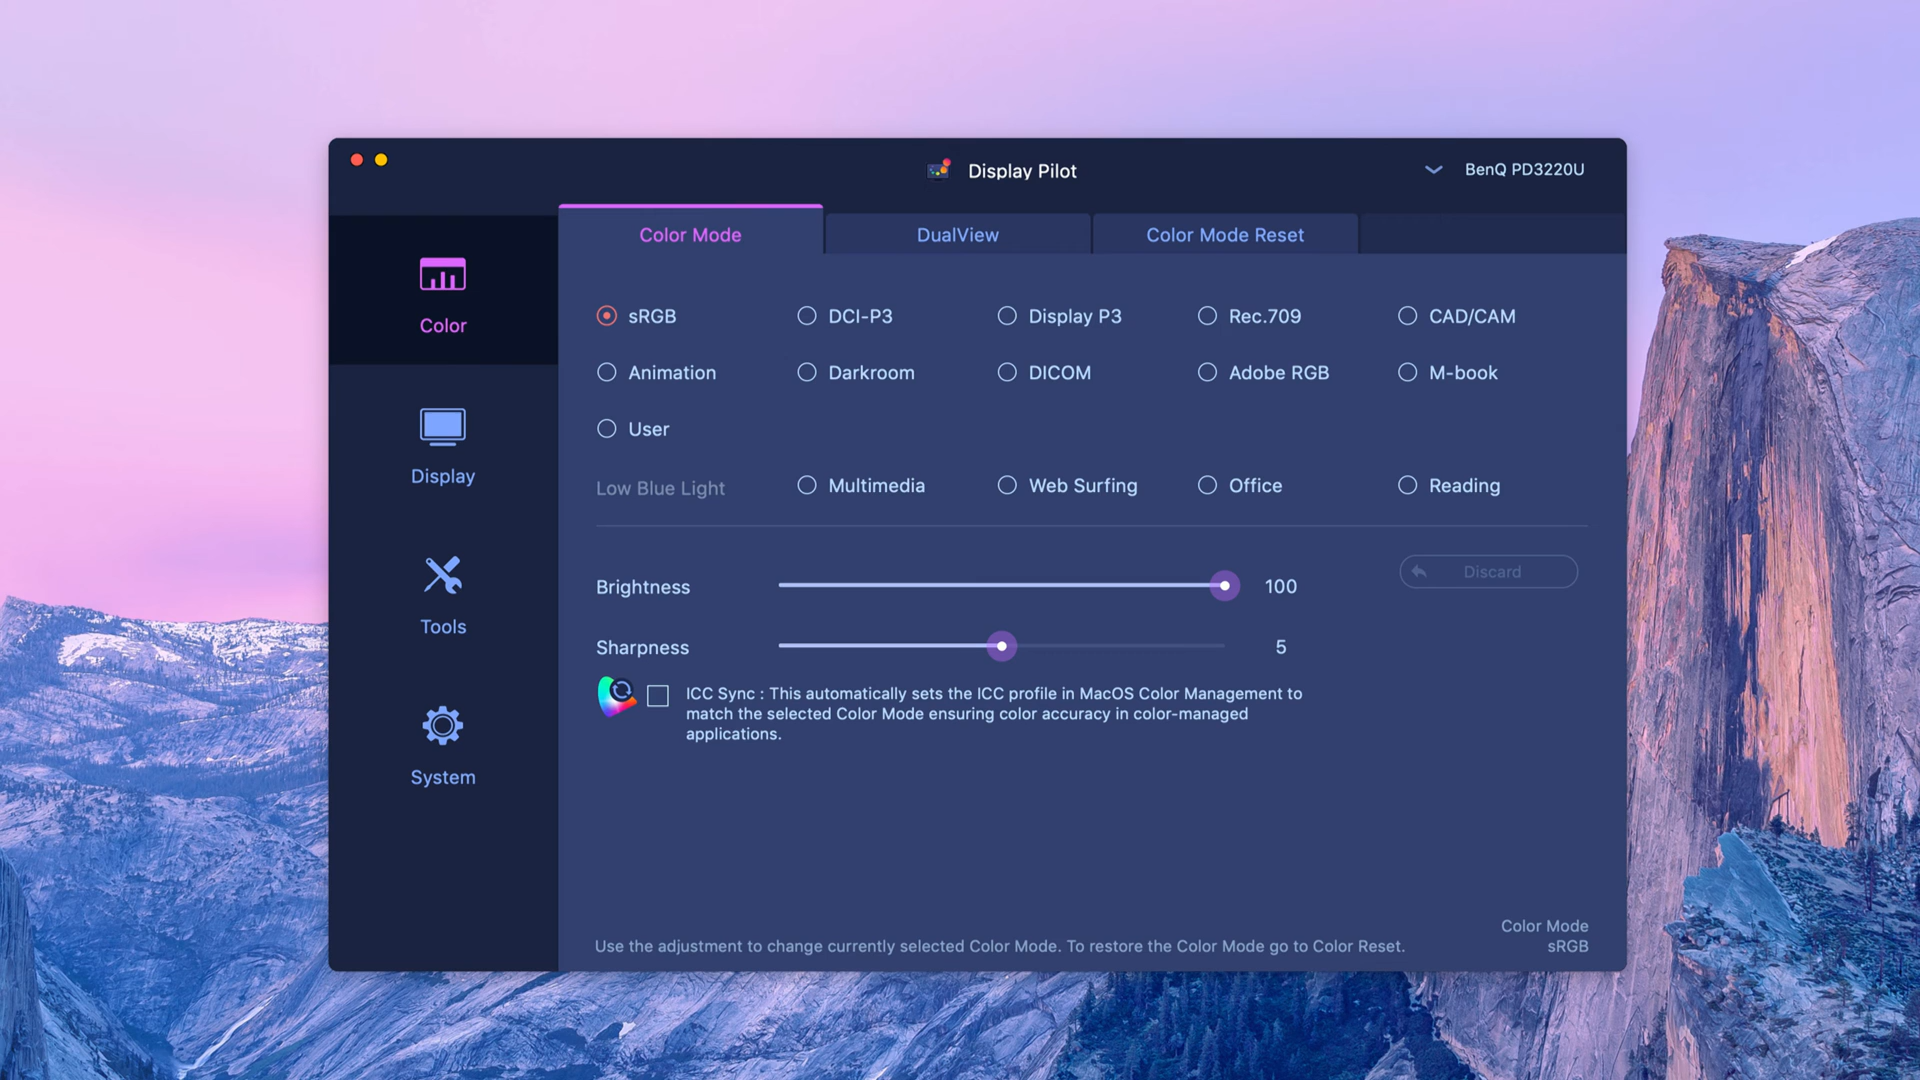 Display Pilot
BenQ PD3220U
Color Mode
DualView
Color Mode Reset
Color
Display
Tools
System
sRGB
DCI-P3
Display P3
Rec.709
CAD/CAM
Animation
Darkroom
DICOM
Adobe RGB
M-book
User
Low Blue Light
Multimedia
Web Surfing
Office
Reading
Brightness
100
Discard
Sharpness
5
ICC Sync : This automatically sets the ICC profile in MacOS Color Management to
match the selected Color Mode ensuring color accuracy in color-managed
applications.
Use the adjustment to change currently selected Color Mode. To restore the Color Mode go to Color Reset.
Color Mode
sRGB